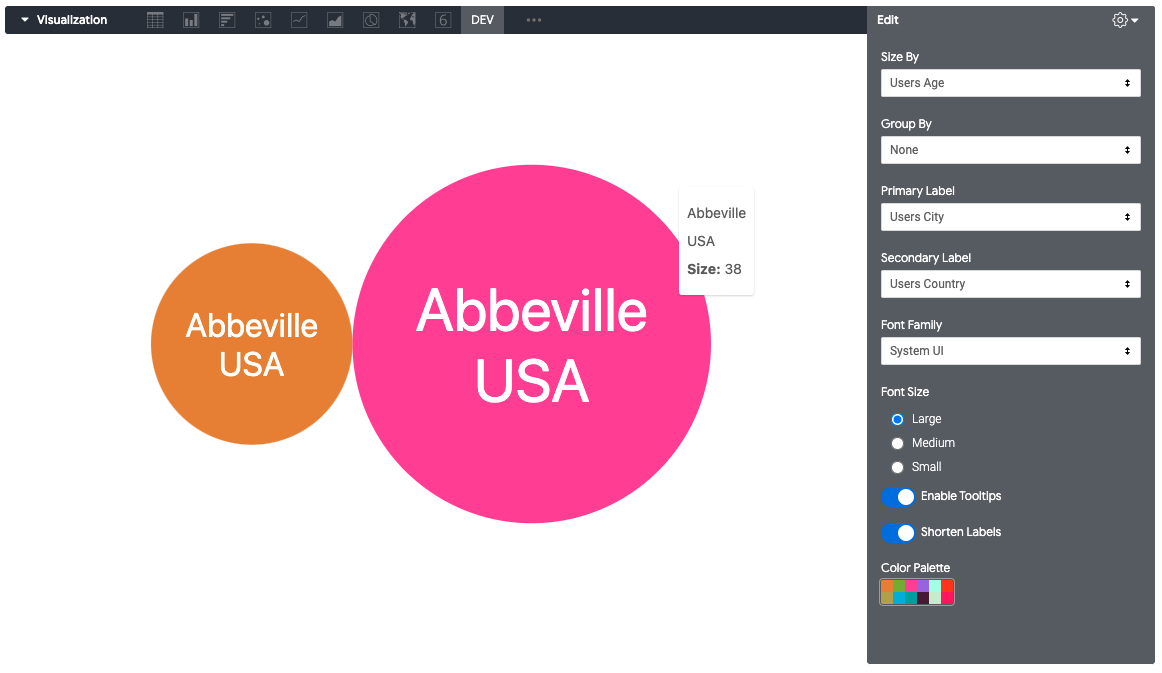 Visualization
6
DEV
Edit
Abbeville
USA
Abbeville
USA
Abbeville
USA
Size: 38
Size By
Users Age
Group By
None
Primary Label
Users City
Secondary Label
Users Country
Font Family
System UI
Font Size
Large
Medium
Small
Enable Tooltips
Shorten Labels
Color Palette